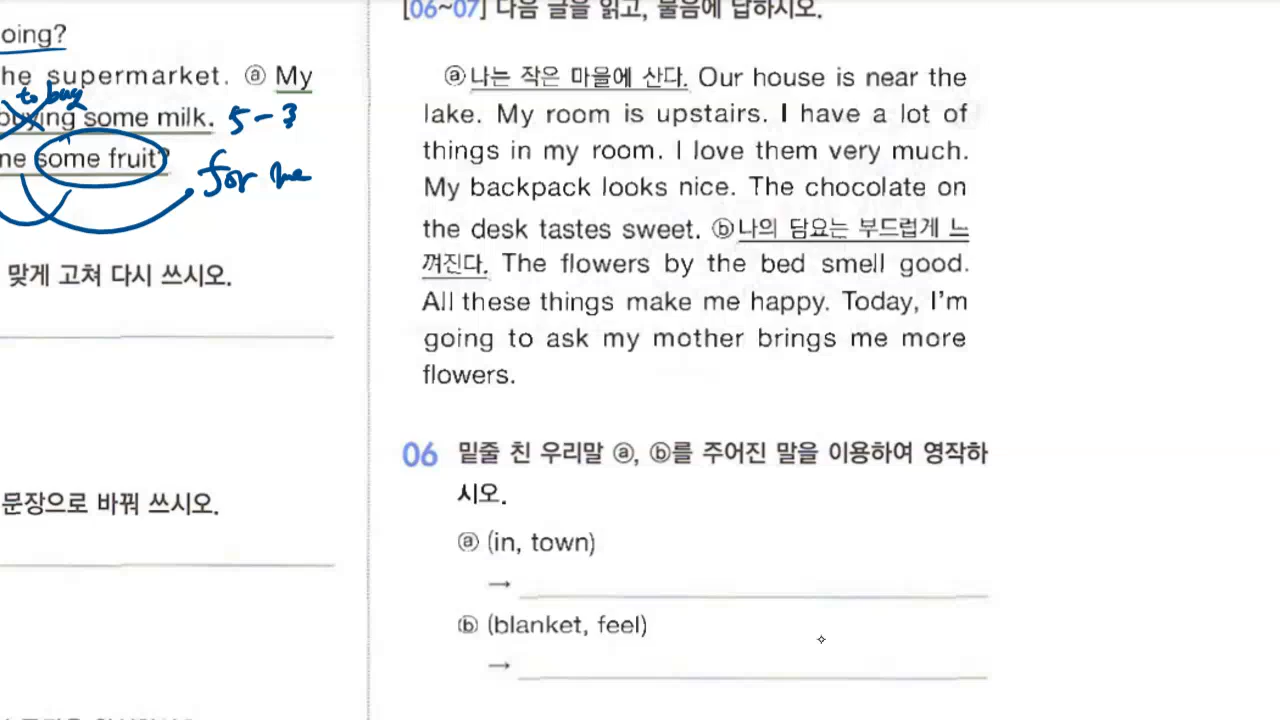 oing?
he supermarket. ⓐ My
to buy
buying some milk. 5-3
ne some fruit?
for me
맞게 고쳐 다시 쓰시오.
문장으로 바꿔 쓰시오.
[06~07] 다음 글을 읽고, 물음에 답하시오.
ⓐ나는 작은 마을에 산다. Our house is near the
lake. My room is upstairs. I have a lot of
things in my room. I love them very much.
My backpack looks nice. The chocolate on
the desk tastes sweet. ⓑ나의 담요는 부드럽게 느
껴진다. The flowers by the bed smell good.
All these things make me happy. Today, I’m
going to ask my mother brings me more
flowers.
06 밑줄 친 우리말 ⓐ, ⓑ를 주어진 말을 이용하여 영작하
시오.
ⓐ (in, town)
→
ⓑ (blanket, feel)
→